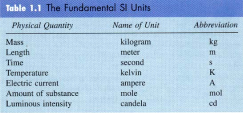 Table 1.1 The Fundamental SI Units
Physical Quantity Name of Unit Abbreviation
Mass kilogram kg
Length meter m
Time second s
Temperature kelvin K
Electric current ampere A
Amount of substance mole mol
Luminous intensity candela cd